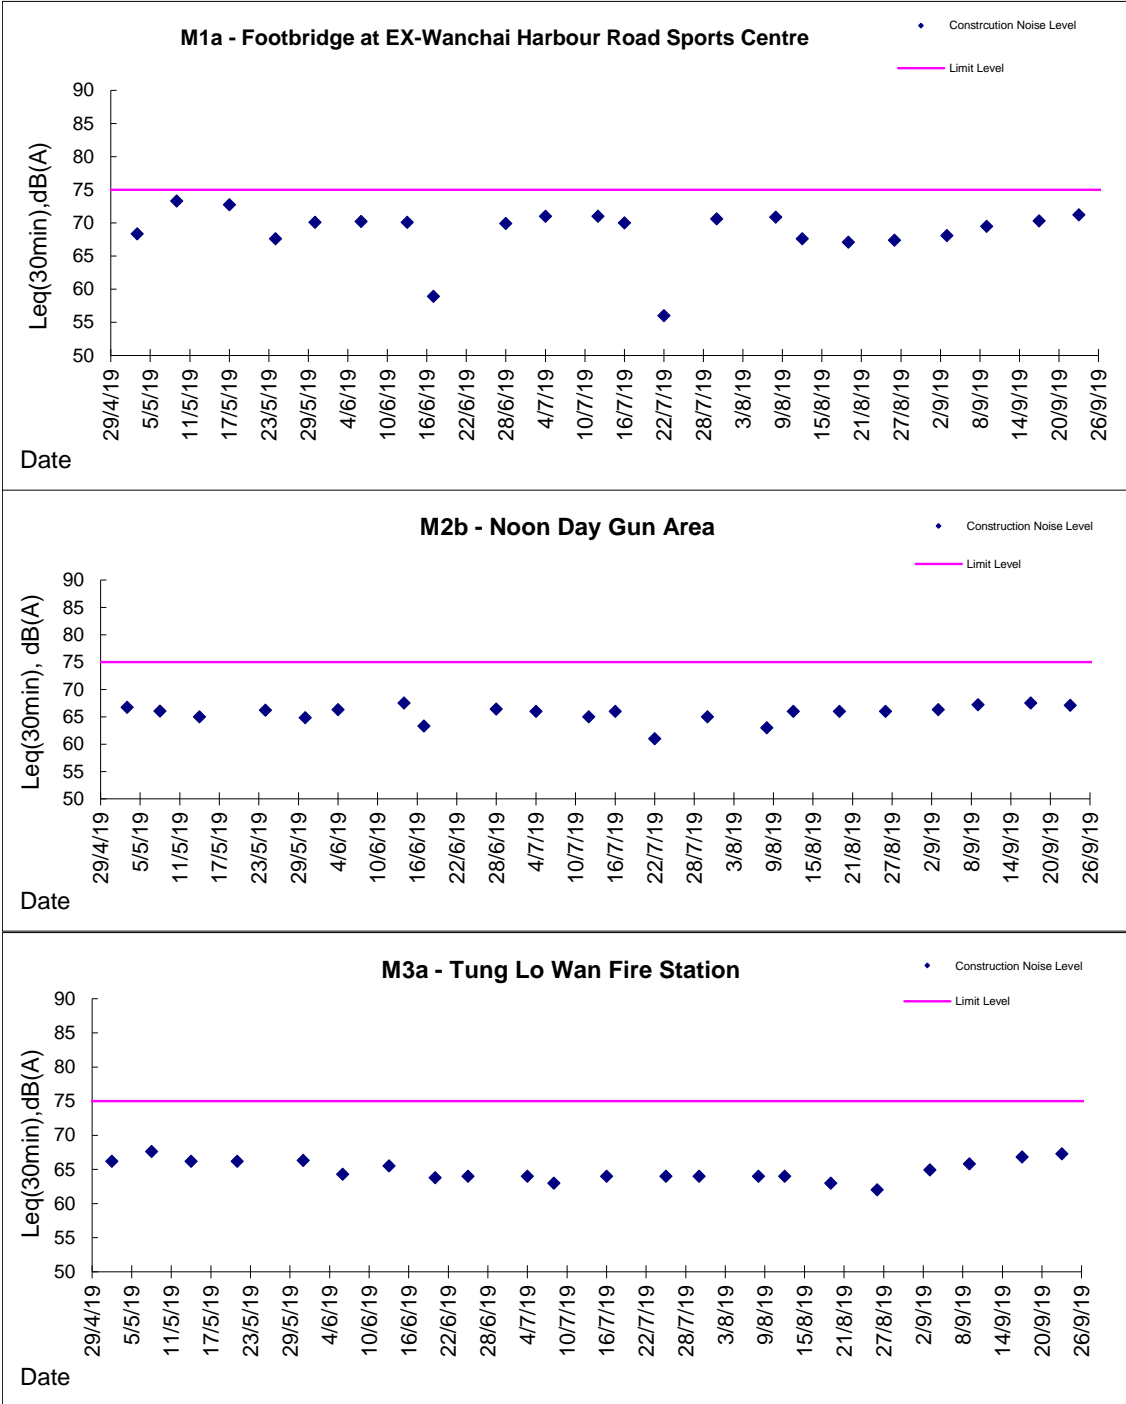 M1a - Footbridge at EX-Wanchai Harbour Road Sports Centre
Constrcution Noise Level
Limit Level
Leq(30min),dB(A)
90
85
80
75
70
65
60
55
50
29/4/19 5/5/19 11/5/19 17/5/19 23/5/19 29/5/19 4/6/19 10/6/19 16/6/19 22/6/19 28/6/19 4/7/19 10/7/19 16/7/19 22/7/19 28/7/19 3/8/19 9/8/19 15/8/19 21/8/19 27/8/19 2/9/19 8/9/19 14/9/19 20/9/19 26/9/19
Date
M2b - Noon Day Gun Area
Construction Noise Level
Limit Level
Leq(30min), dB(A)
90
85
80
75
70
65
60
55
50
29/4/19 5/5/19 11/5/19 17/5/19 23/5/19 29/5/19 4/6/19 10/6/19 16/6/19 22/6/19 28/6/19 4/7/19 10/7/19 16/7/19 22/7/19 28/7/19 3/8/19 9/8/19 15/8/19 21/8/19 27/8/19 2/9/19 8/9/19 14/9/19 20/9/19 26/9/19
Date
M3a - Tung Lo Wan Fire Station
Construction Noise Level
Limit Level
Leq(30min),dB(A)
90
85
80
75
70
65
60
55
50
29/4/19 5/5/19 11/5/19 17/5/19 23/5/19 29/5/19 4/6/19 10/6/19 16/6/19 22/6/19 28/6/19 4/7/19 10/7/19 16/7/19 22/7/19 28/7/19 3/8/19 9/8/19 15/8/19 21/8/19 27/8/19 2/9/19 8/9/19 14/9/19 20/9/19 26/9/19
Date